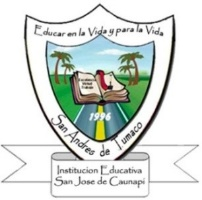 Educar en la Vida y para la Vida
1996
San Andres de Tumaco
Institucion Educativa
San Jose de Caunapi